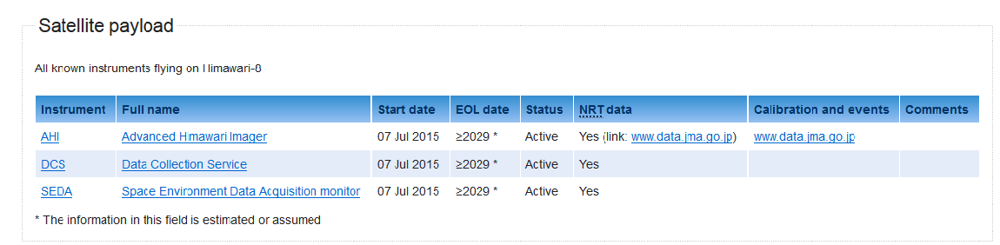 Satellite payload
All known instruments flying on Himawari-8
Instrument Full name Start date EOL date Status NRT data Calibration and events Comments
AHI Advanced Himawari Imager 07 Jul 2015 ≥2029 * Active Yes (link: www.data.jma.go.jp) www.data.jma.go.jp
DCS Data Collection Service 07 Jul 2015 ≥2029 * Active Yes
SEDA Space Environment Data Acquisition monitor 07 Jul 2015 ≥2029 * Active Yes
* The information in this field is estimated or assumed